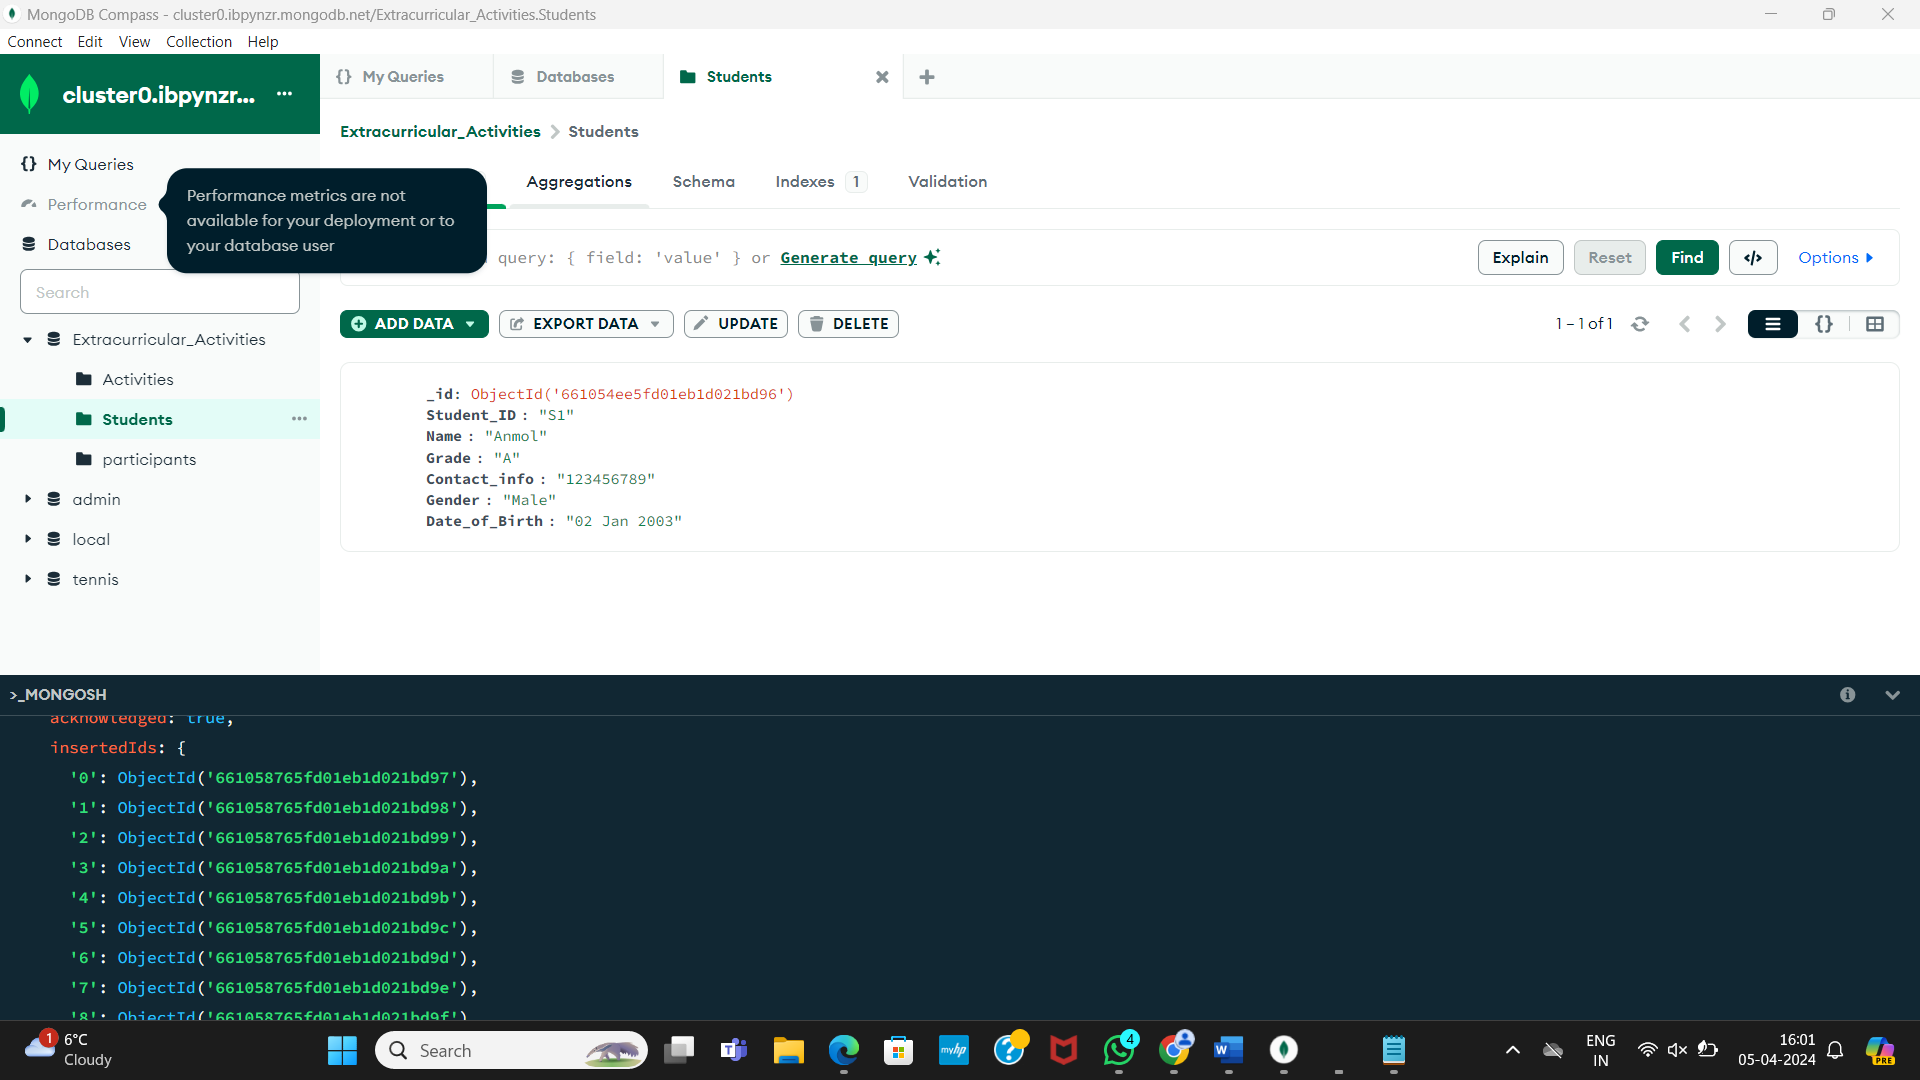 MongoDB Compass - cluster0.ibpynzr.mongodb.net/Extracurricular_Activities.Students
Connect Edit View Collection Help
cluster0.ibpynzr... ...
My Queries
Databases
Students
My Queries
Performance
Databases
Search
Performance metrics are not
available for your deployment or to
your database user
Extracurricular_Activities
Activities
Students
participants
admin
local
tennis
Extracurricular_Activities > Students
Aggregations Schema Indexes 1 Validation
query: { field: 'value' } or Generate query
Explain Reset Find </> Options
ADD DATA EXPORT DATA UPDATE DELETE
1 – 1 of 1 {}
_id: ObjectId('661054ee5fd01eb1d021bd96')
Student_ID : "S1"
Name : "Anmol"
Grade : "A"
Contact_info : "123456789"
Gender : "Male"
Date_of_Birth : "02 Jan 2003"
>_MONGOSH
acknowledged: true,
insertedIds: {
'0': ObjectId('661058765fd01eb1d021bd97'),
'1': ObjectId('661058765fd01eb1d021bd98'),
'2': ObjectId('661058765fd01eb1d021bd99'),
'3': ObjectId('661058765fd01eb1d021bd9a'),
'4': ObjectId('661058765fd01eb1d021bd9b'),
'5': ObjectId('661058765fd01eb1d021bd9c'),
'6': ObjectId('661058765fd01eb1d021bd9d'),
'7': ObjectId('661058765fd01eb1d021bd9e'),
'8': ObjectId('661058765fd01eb1d021bd9f')
1
6°C
Cloudy
Search
myhp
4
ENG
IN
16:01
05-04-2024
PRE